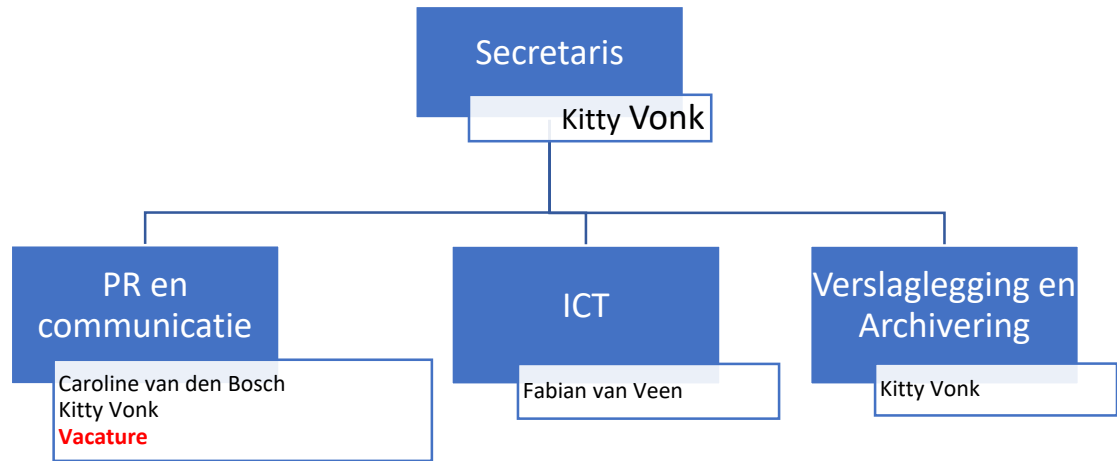 Secretaris
Kitty Vonk
PR en
communicatie
Caroline van den Bosch
Kitty Vonk
Vacature
ICT
Fabian van Veen
Verslaglegging en
Archivering
Kitty Vonk